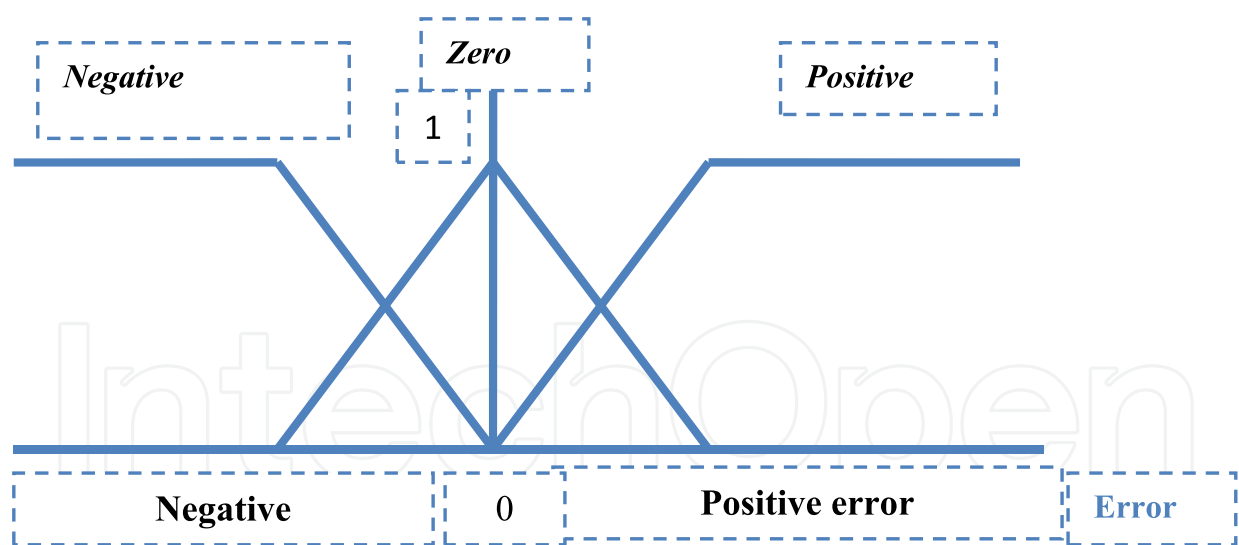 Zero
Negative
Positive
1
IntechOpen
Negative
0
Positive error
Error